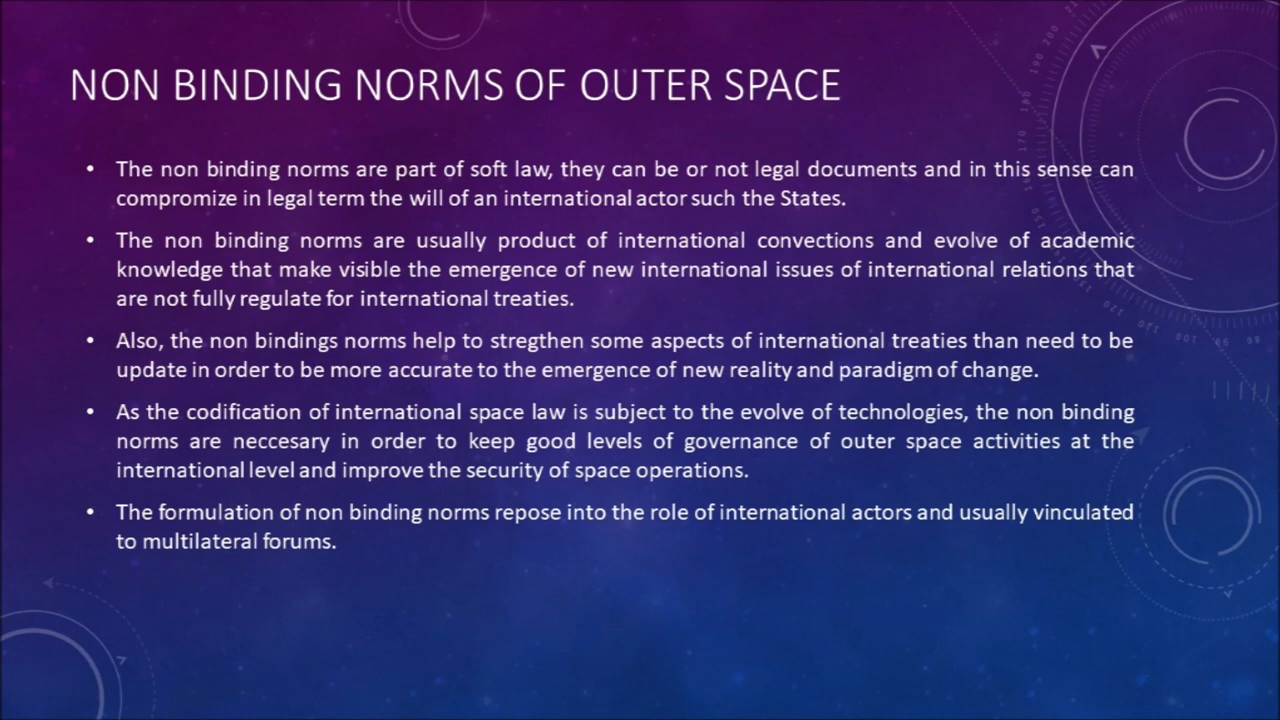 NON BINDING NORMS OF OUTER SPACE
• The non binding norms are part of soft law, they can be or not legal documents and in this sense can
compromize in legal term the will of an international actor such the States.
• The non binding norms are usually product of international convections and evolve of academic
knowledge that make visible the emergence of new international issues of international relations that
are not fully regulate for international treaties.
• Also, the non bindings norms help to stregthen some aspects of international treaties than need to be
update in order to be more accurate to the emergence of new reality and paradigm of change.
• As the codification of international space law is subject to the evolve of technologies, the non binding
norms are neccesary in order to keep good levels of governance of outer space activities at the
international level and improve the security of space operations.
• The formulation of non binding norms repose into the role of international actors and usually vinculated
to multilateral forums.